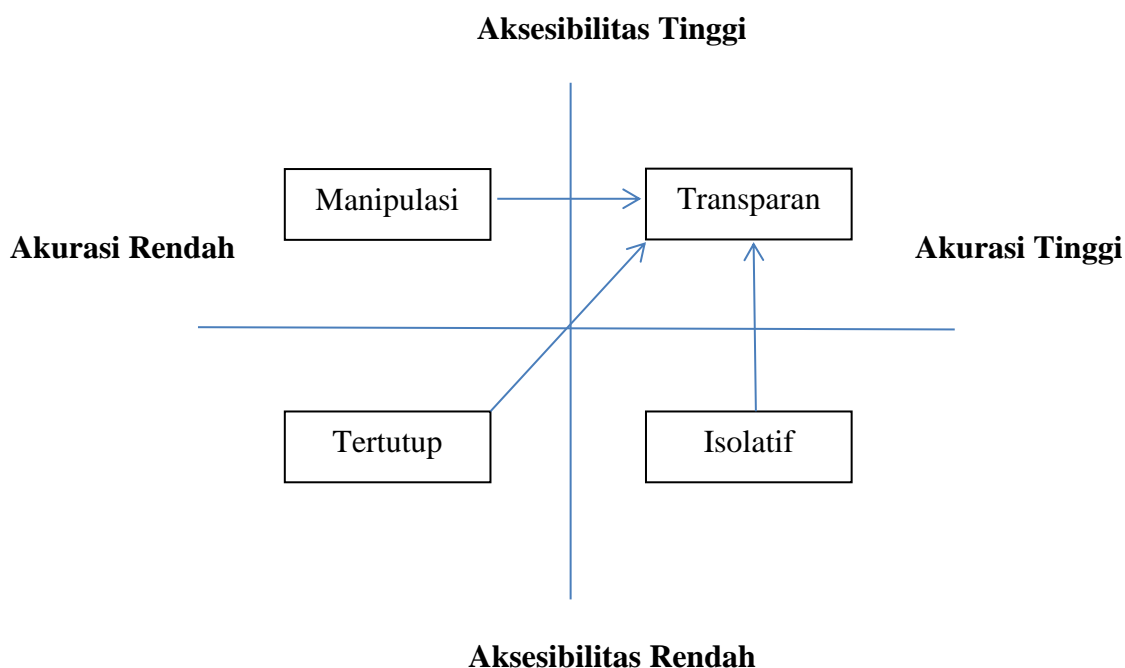 Aksesibilitas Tinggi
Manipulasi
Transparan
Akurasi Rendah
Akurasi Tinggi
Tertutup
Isolatif
Aksesibilitas Rendah